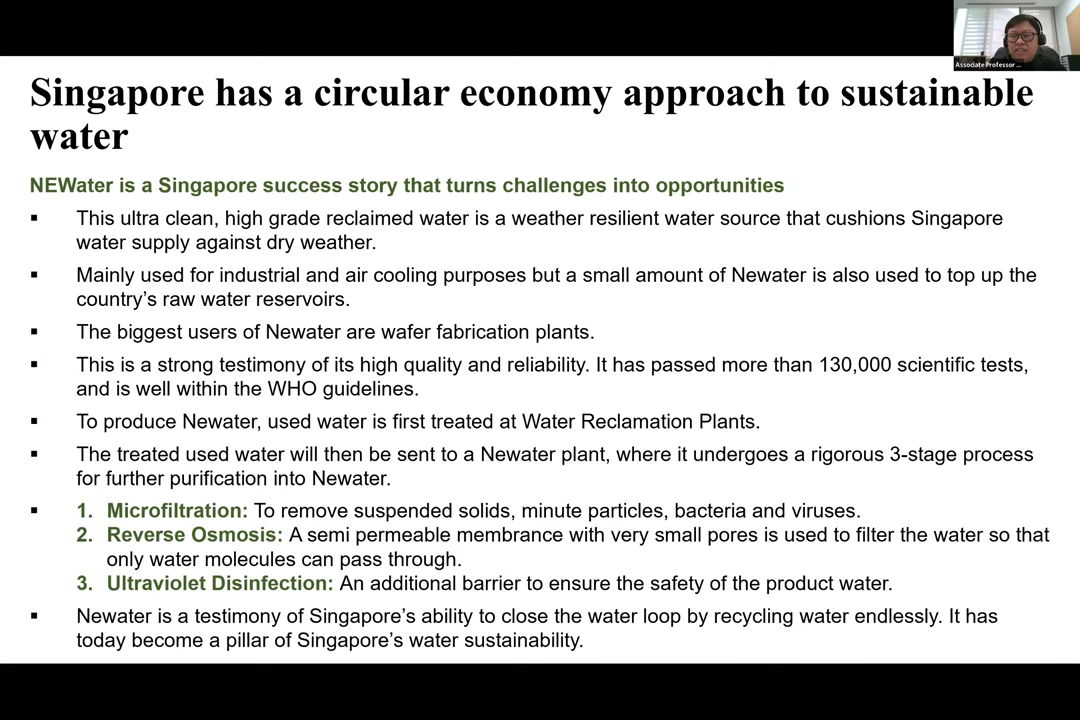 Associate Professor ...
Singapore has a circular economy approach to sustainable
water
NEWater is a Singapore success story that turns challenges into opportunities
▪ This ultra clean, high grade reclaimed water is a weather resilient water source that cushions Singapore
water supply against dry weather.
▪ Mainly used for industrial and air cooling purposes but a small amount of Newater is also used to top up the
country’s raw water reservoirs.
▪ The biggest users of Newater are wafer fabrication plants.
▪ This is a strong testimony of its high quality and reliability. It has passed more than 130,000 scientific tests,
and is well within the WHO guidelines.
▪ To produce Newater, used water is first treated at Water Reclamation Plants.
▪ The treated used water will then be sent to a Newater plant, where it undergoes a rigorous 3-stage process
for further purification into Newater.
▪ 1. Microfiltration: To remove suspended solids, minute particles, bacteria and viruses.
2. Reverse Osmosis: A semi permeable membrance with very small pores is used to filter the water so that
only water molecules can pass through.
3. Ultraviolet Disinfection: An additional barrier to ensure the safety of the product water.
▪ Newater is a testimony of Singapore’s ability to close the water loop by recycling water endlessly. It has
today become a pillar of Singapore’s water sustainability.